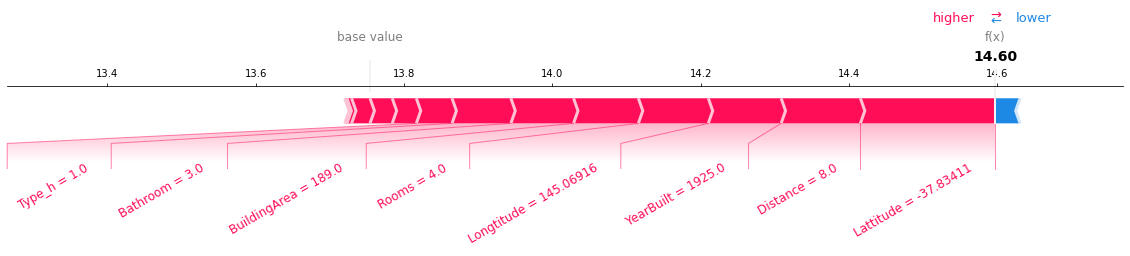 higher ⇄ lower
base value f(x)
14.60
13.4 13.6 13.8 14.0 14.2 14.4 14.6
Type_h = 1.0
Bathroom = 3.0
BuildingArea = 189.0
Rooms = 4.0
Longtitude = 145.06916
YearBuilt = 1925.0
Distance = 8.0
Lattitude = -37.83411